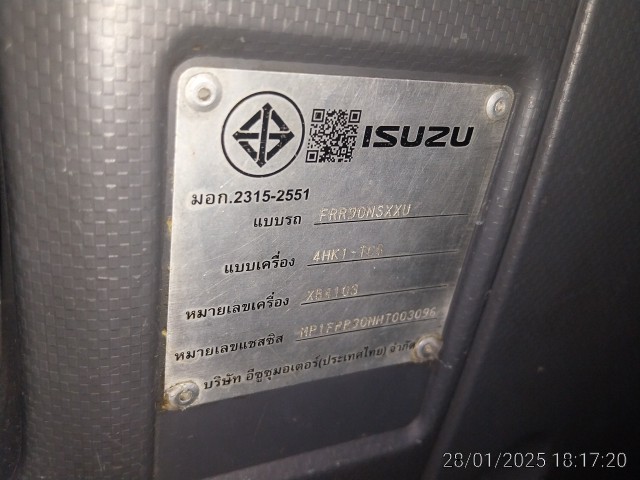 ISUZU
มอก.2315-2551
แบบรถ FRR90NSXXU
แบบเครื่อง
หมายเลขเครื่อง
หมายเลขแชสซิส
บริษัท อีซูซุมอเตอร์(ประเทศไทย) จำกัด
28/01/2025 18:17:20